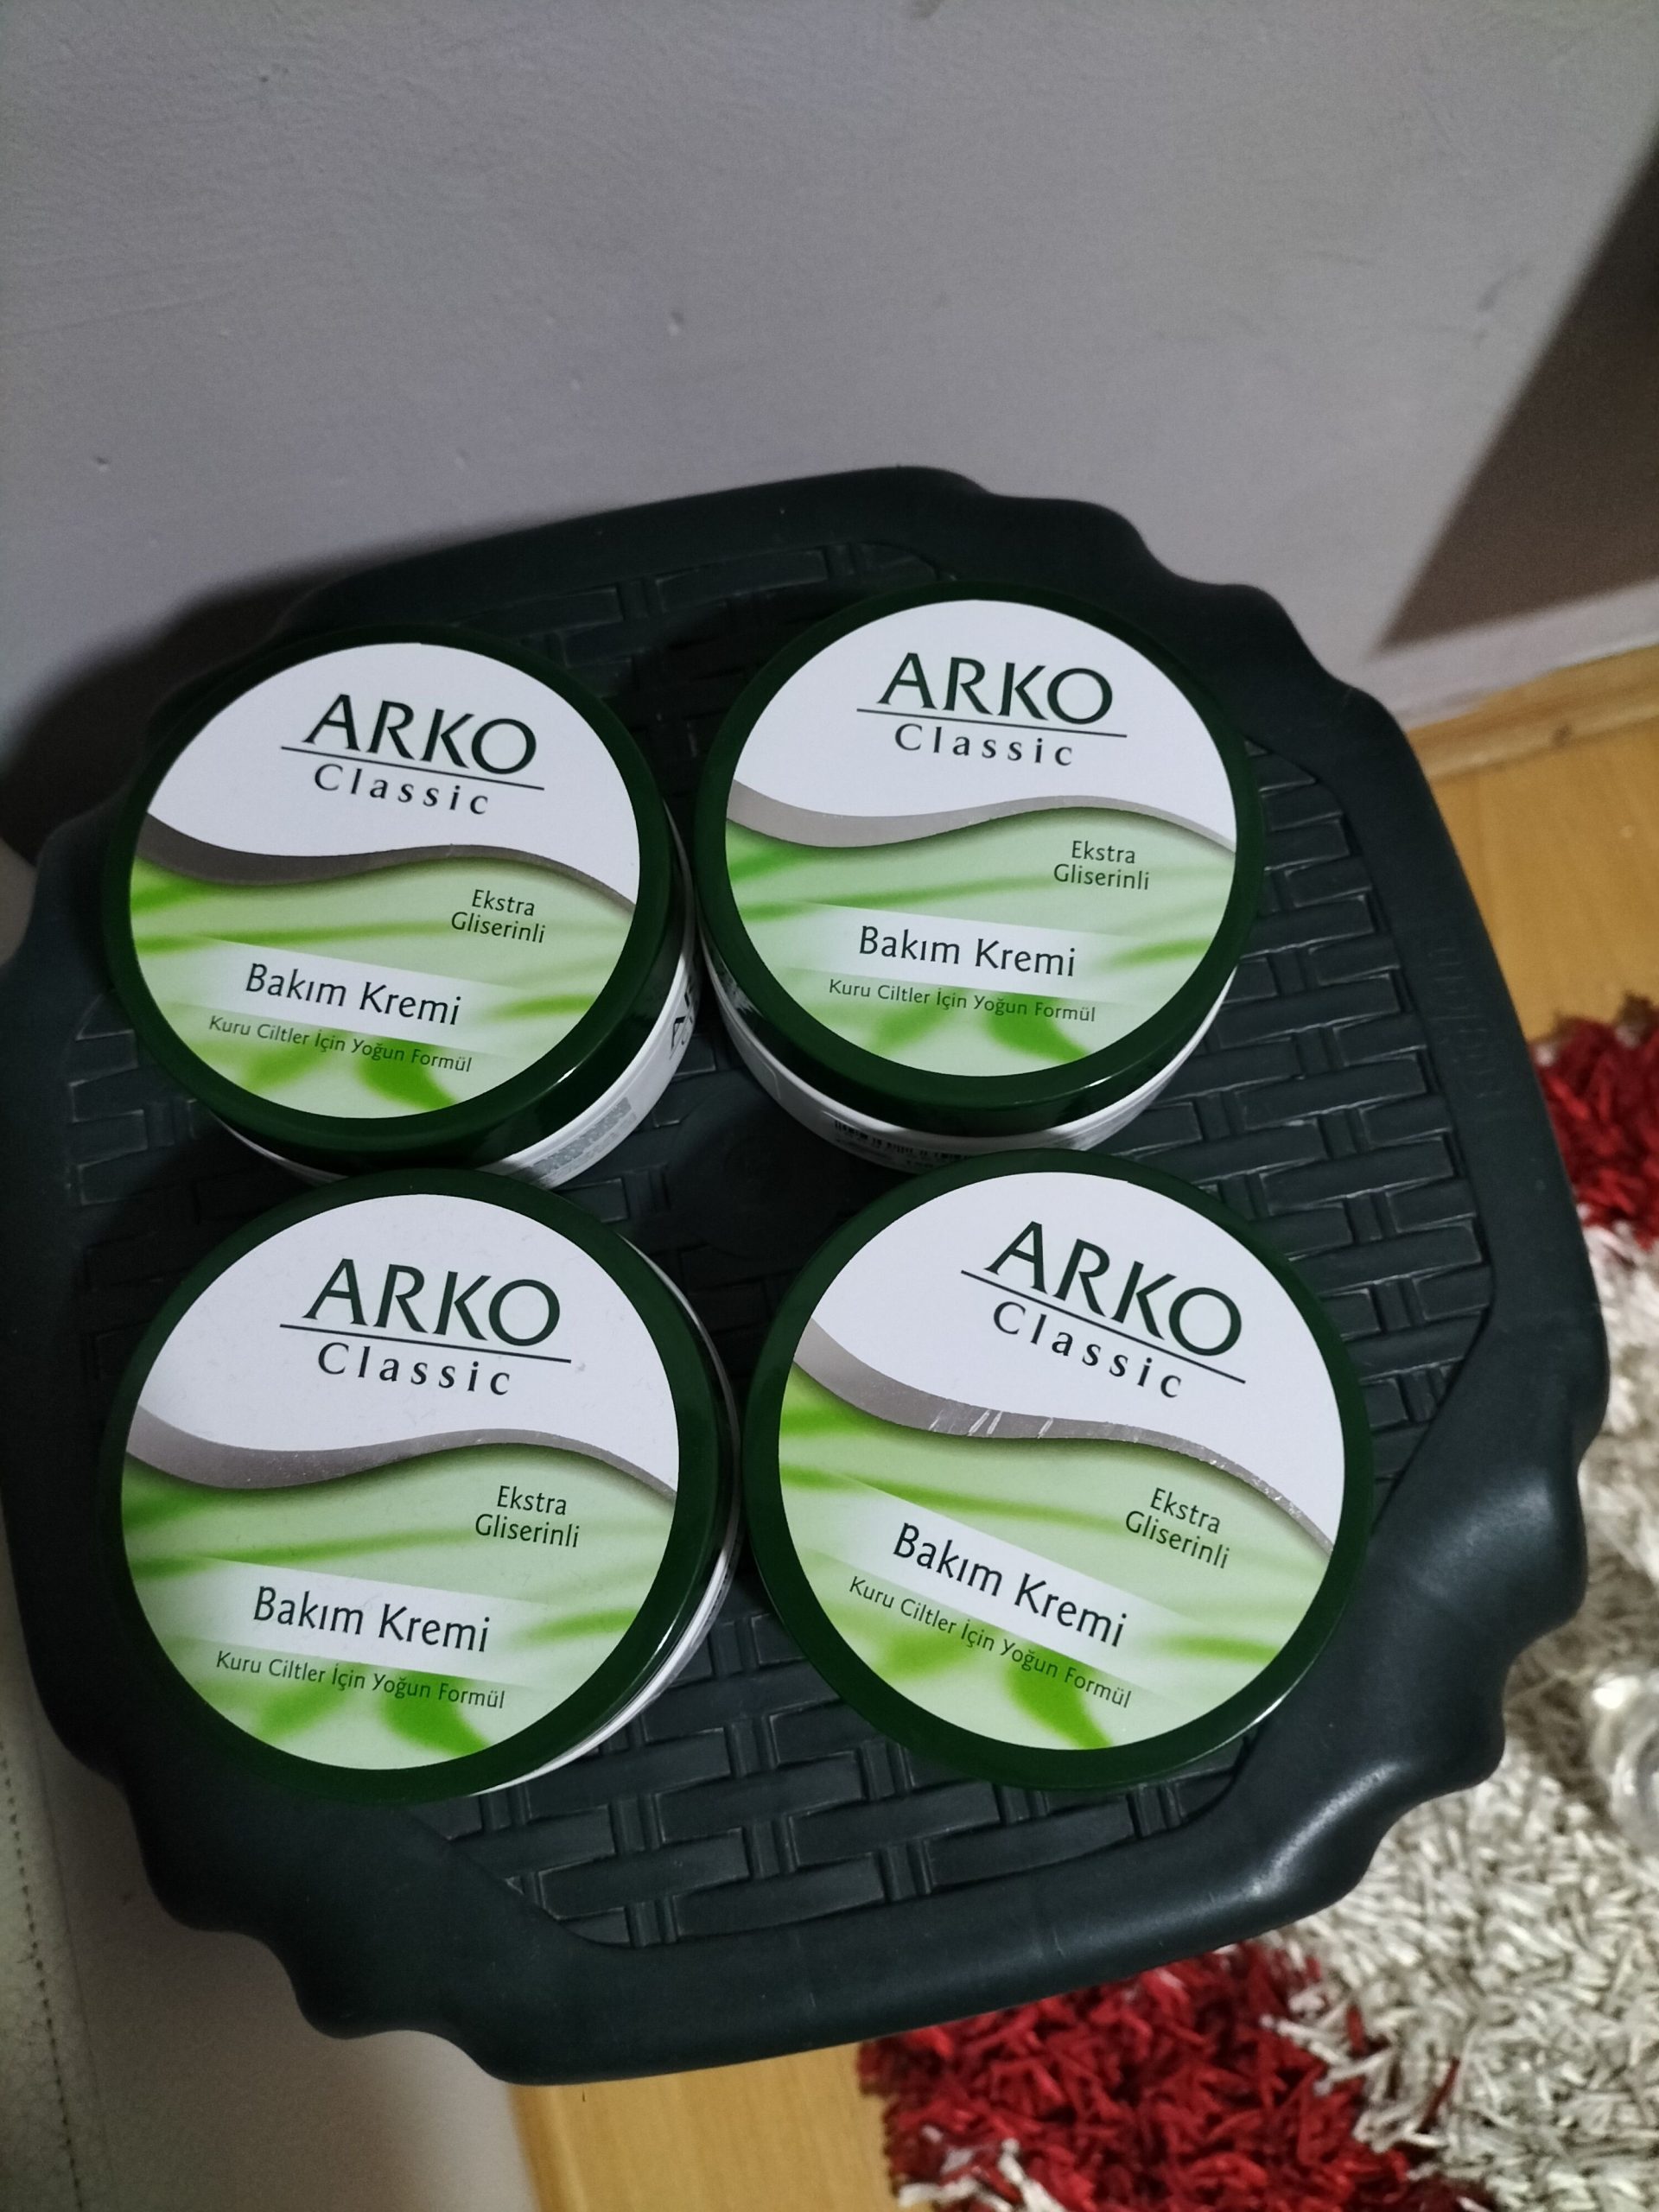 ARKO
Classic
Ekstra
Gliserinli
Bakım Kremi
Kuru Ciltler İçin Yoğun Formül
ARKO
Classic
Ekstra
Gliserinli
Bakım Kremi
Kuru Ciltler İçin Yoğun Formül
ARKO
Classic
Ekstra
Gliserinli
Bakım Kremi
Kuru Ciltler İçin Yoğun Formül
ARKO
Classic
Ekstra
Gliserinli
Bakım Kremi
Kuru Ciltler İçin Yoğun Formül